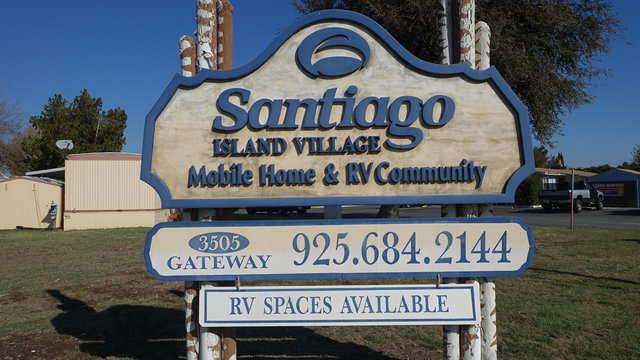 Santiago
ISLAND VILLAGE
Mobile Home & RV Community
3505
GATEWAY
925.684.2144
RV SPACES AVAILABLE